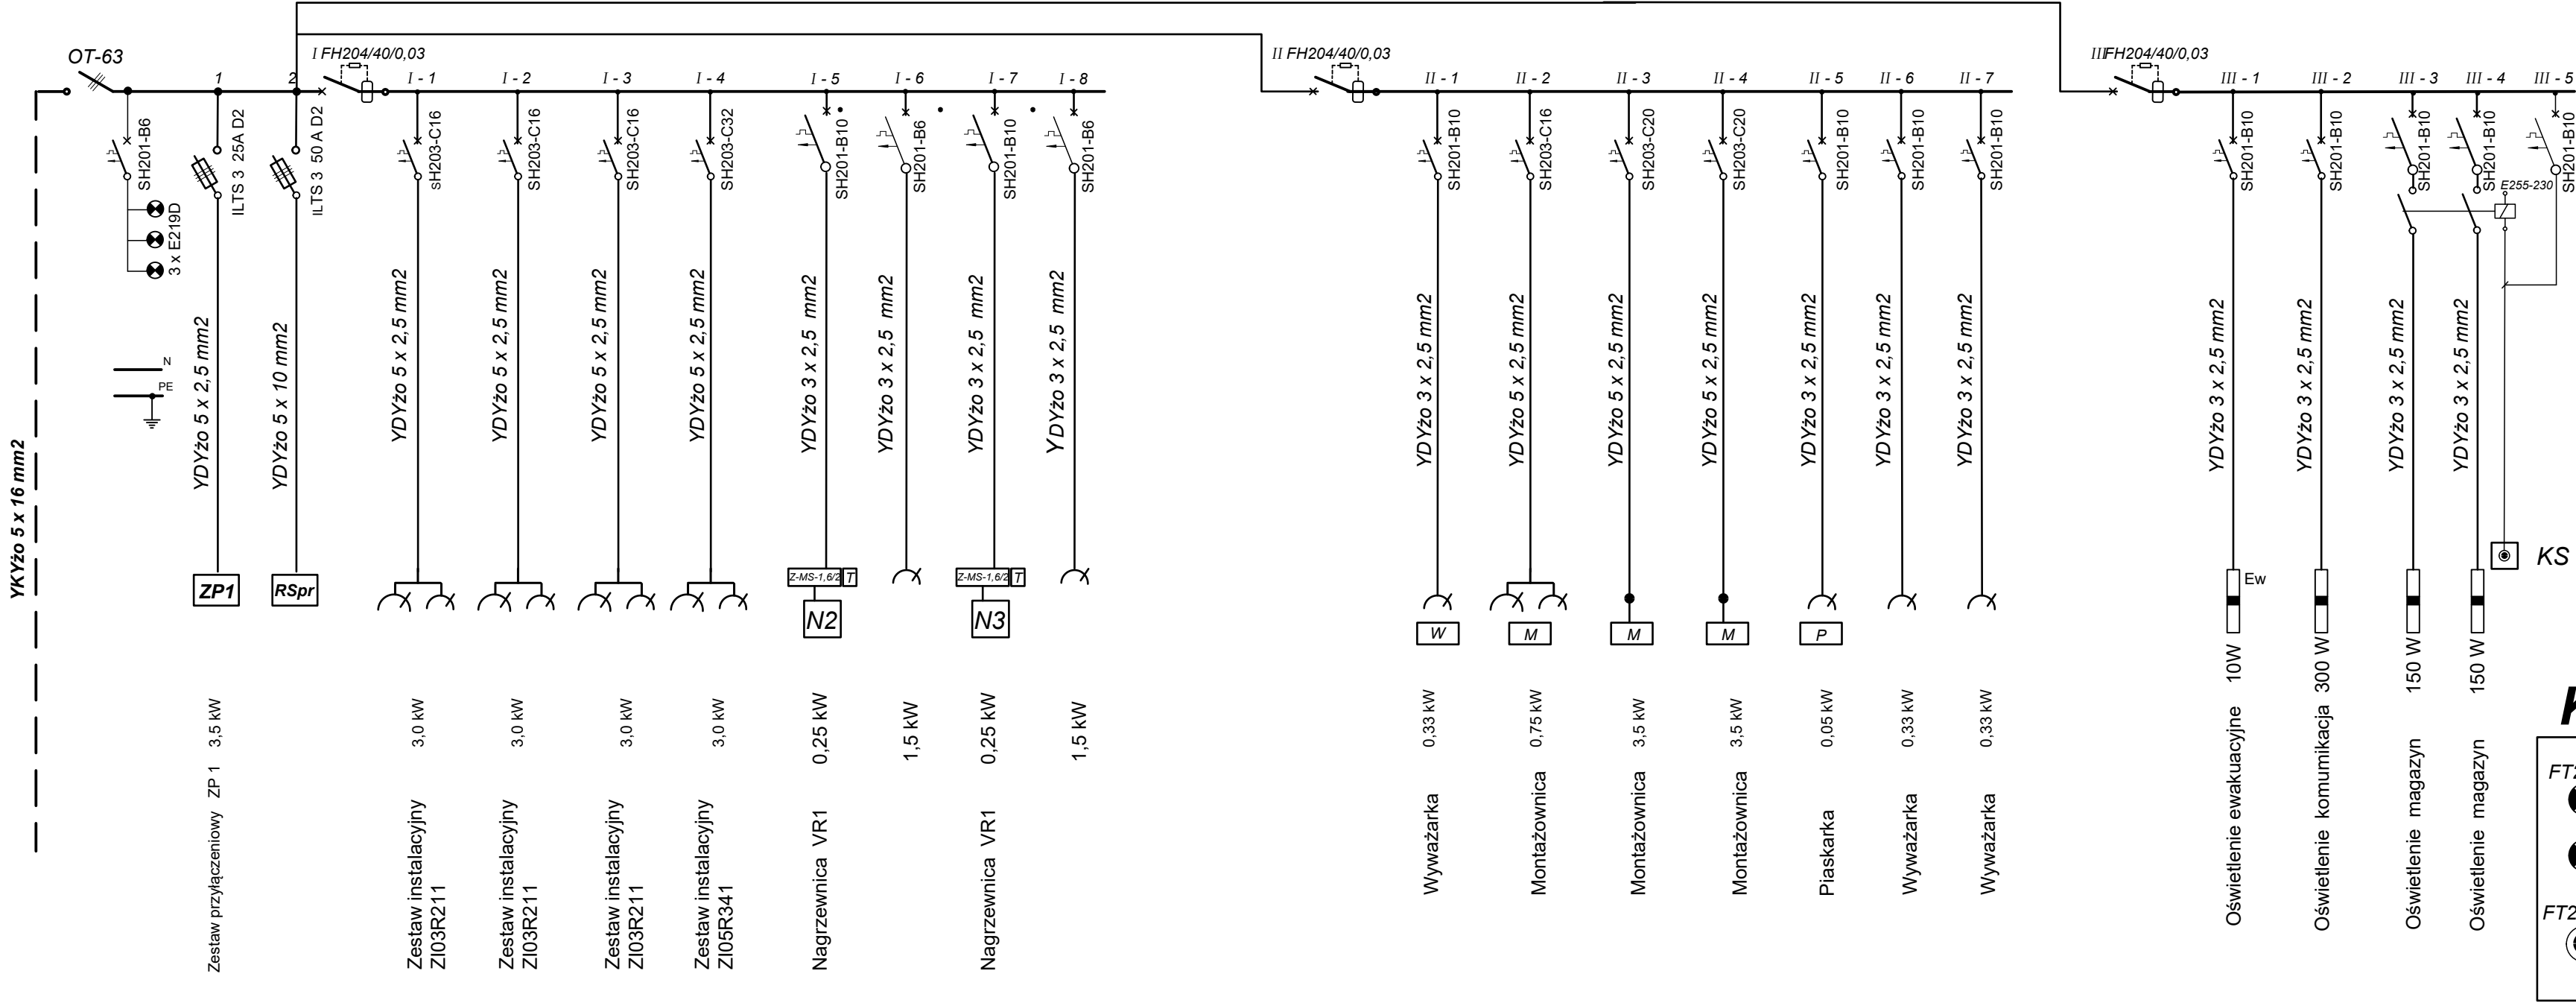 OT-63
1
2
I FH204/40/0,03
I - 1
I - 2
I - 3
I - 4
I - 5
I - 6
I - 7
I - 8
II FH204/40/0,03
II - 1
II - 2
II - 3
II - 4
II - 5
II - 6
II - 7
IIIFH204/40/0,03
III - 1
III - 2
III - 3
III - 4
III - 5
SH201-B6
3 x E219D
ILTS 3 25A D2
ILTS 3 50 A D2
sH203-C16
SH203-C16
SH203-C16
SH203-C32
SH201-B10
SH201-B6
SH201-B10
SH201-B6
SH201-B10
SH203-C16
SH203-C20
SH203-C20
SH201-B10
SH201-B10
SH201-B10
SH201-B10
SH201-B10
SH201-B10
SH201-B10
SH201-B10
E255-230
N
PE
YKYżo 5 x 16 mm2
YDYżo 5 x 2,5 mm2
YDYżo 5 x 10 mm2
YDYżo 5 x 2,5 mm2
YDYżo 5 x 2,5 mm2
YDYżo 5 x 2,5 mm2
YDYżo 5 x 2,5 mm2
YDYżo 3 x 2,5 mm2
YDYżo 3 x 2,5 mm2
YDYżo 3 x 2,5 mm2
YDYżo 3 x 2,5 mm2
YDYżo 3 x 2,5 mm2
YDYżo 5 x 2,5 mm2
YDYżo 5 x 2,5 mm2
YDYżo 5 x 2,5 mm2
YDYżo 3 x 2,5 mm2
YDYżo 3 x 2,5 mm2
YDYżo 3 x 2,5 mm2
YDYżo 3 x 2,5 mm2
YDYżo 3 x 2,5 mm2
YDYżo 3 x 2,5 mm2
YDYżo 3 x 2,5 mm2
ZP1
RSpr
Z-MS-1,6/2 T
N2
Z-MS-1,6/2 T
N3
W
M
M
M
P
Ew
KS
Zestaw przyłączeniowy ZP 1 3,5 kW
3,0 kW
Zestaw instalacyjny
ZI03R211
3,0 kW
Zestaw instalacyjny
ZI03R211
3,0 kW
Zestaw instalacyjny
ZI03R211
3,0 kW
Zestaw instalacyjny
ZI05R341
Nagrzewnica VR1 0,25 kW
1,5 kW
Nagrzewnica VR1 0,25 kW
1,5 kW
Wyważarka 0,33 kW
Montażownica 0,75 kW
Montażownica 3,5 kW
Montażownica 3,5 kW
Piaskarka 0,05 kW
Wyważarka 0,33 kW
Wyważarka 0,33 kW
Oświetlenie ewakuacyjne 10W
Oświetlenie komumikacja 300 W
Oświetlenie magazyn 150 W
Oświetlenie magazyn 150 W